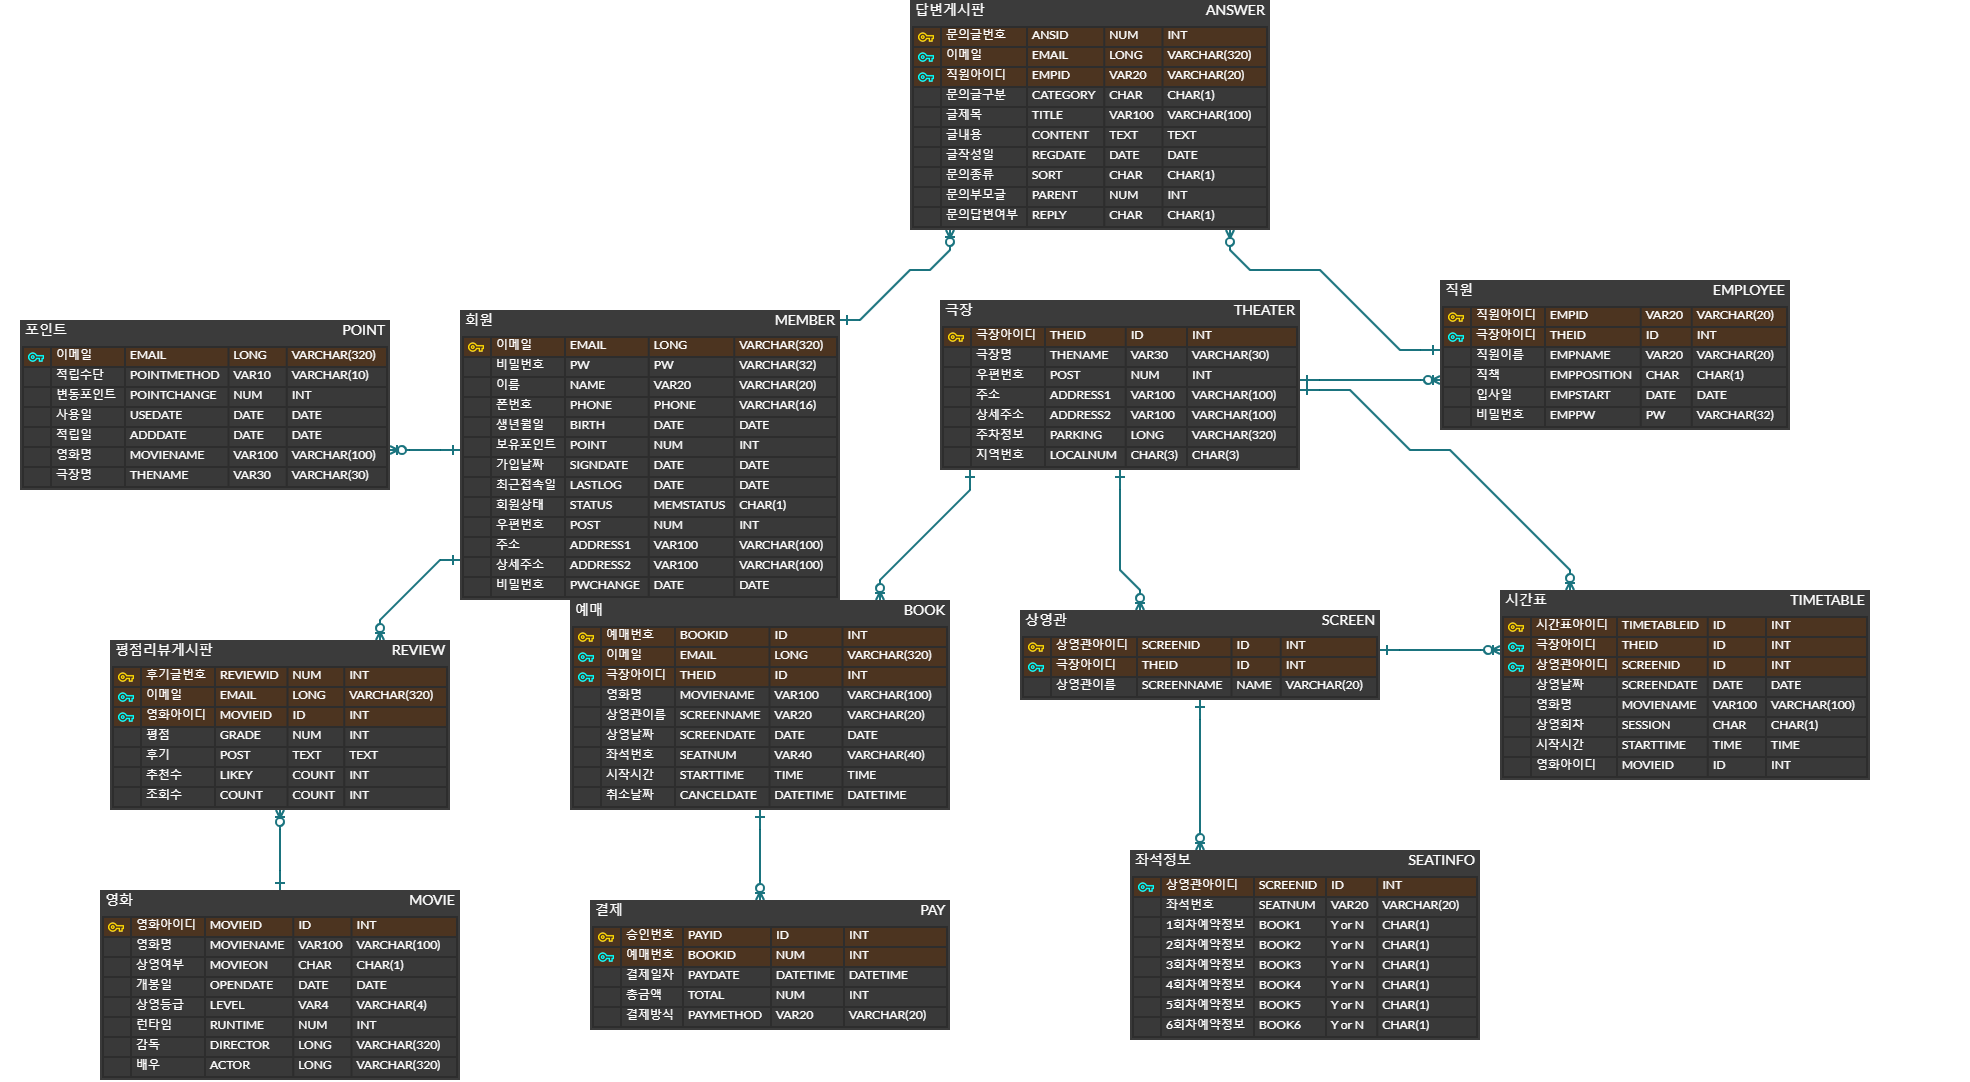 답변게시판 ANSWER
문의글번호 ANSID NUM INT
이메일 EMAIL LONG VARCHAR(320)
직원아이디 EMPID VAR20 VARCHAR(20)
문의글구분 CATEGORY CHAR CHAR(1)
글제목 TITLE VAR100 VARCHAR(100)
글내용 CONTENT TEXT TEXT
글작성일 REGDATE DATE DATE
문의종류 SORT CHAR CHAR(1)
문의부모글 PARENT NUM INT
문의답변여부 REPLY CHAR CHAR(1)
포인트 POINT
이메일 EMAIL LONG VARCHAR(320)
적립수단 POINTMETHOD VAR10 VARCHAR(10)
변동포인트 POINTCHANGE NUM INT
사용일 USEDATE DATE DATE
적립일 ADDDATE DATE DATE
영화명 MOVIENAME VAR100 VARCHAR(100)
극장명 THENAME VAR30 VARCHAR(30)
회원 MEMBER
이메일 EMAIL LONG VARCHAR(320)
비밀번호 PW PW VARCHAR(32)
이름 NAME VAR20 VARCHAR(20)
폰번호 PHONE PHONE VARCHAR(16)
생년월일 BIRTH DATE DATE
보유포인트 POINT NUM INT
가입날짜 SIGNDATE DATE DATE
최근접속일 LASTLOG DATE DATE
회원상태 STATUS MEMSTATUS CHAR(1)
우편번호 POST NUM INT
주소 ADDRESS1 VAR100 VARCHAR(100)
상세주소 ADDRESS2 VAR100 VARCHAR(100)
비밀번호 PWCHANGE DATE DATE
극장 THEATER
극장아이디 THEID ID INT
극장명 THENAME VAR30 VARCHAR(30)
우편번호 POST NUM INT
주소 ADDRESS1 VAR100 VARCHAR(100)
상세주소 ADDRESS2 VAR100 VARCHAR(100)
주차정보 PARKING LONG VARCHAR(320)
지역번호 LOCALNUM CHAR(3) CHAR(3)
직원 EMPLOYEE
직원아이디 EMPID VAR20 VARCHAR(20)
극장아이디 THEID ID INT
직원이름 EMPNAME VAR20 VARCHAR(20)
직책 EMPPOSITION CHAR CHAR(1)
입사일 EMPSTART DATE DATE
비밀번호 EMPPW PW VARCHAR(32)
평점리뷰게시판 REVIEW
후기글번호 REVIEWID NUM INT
이메일 EMAIL LONG VARCHAR(320)
영화아이디 MOVIEID ID INT
평점 GRADE NUM INT
후기 POST TEXT TEXT
추천수 LIKEY COUNT INT
조회수 COUNT COUNT INT
예매 BOOK
예매번호 BOOKID ID INT
이메일 EMAIL LONG VARCHAR(320)
극장아이디 THEID ID INT
영화명 MOVIENAME VAR100 VARCHAR(100)
상영관이름 SCREENNAME VAR20 VARCHAR(20)
상영날짜 SCREENDATE DATE DATE
좌석번호 SEATNUM VAR40 VARCHAR(40)
시작시간 STARTTIME TIME TIME
취소날짜 CANCELDATE DATETIME DATETIME
상영관 SCREEN
상영관아이디 SCREENID ID INT
극장아이디 THEID ID INT
상영관이름 SCREENNAME NAME VARCHAR(20)
시간표 TIMETABLE
시간표아이디 TIMETABLEID ID INT
극장아이디 THEID ID INT
상영관아이디 SCREENID ID INT
상영날짜 SCREENDATE DATE DATE
영화명 MOVIENAME VAR100 VARCHAR(100)
상영회차 SESSION CHAR CHAR(1)
시작시간 STARTTIME TIME TIME
영화아이디 MOVIEID ID INT
영화 MOVIE
영화아이디 MOVIEID ID INT
영화명 MOVIENAME VAR100 VARCHAR(100)
상영여부 MOVIEON CHAR CHAR(1)
개봉일 OPENDATE DATE DATE
상영등급 LEVEL VAR4 VARCHAR(4)
런타임 RUNTIME NUM INT
감독 DIRECTOR LONG VARCHAR(320)
배우 ACTOR LONG VARCHAR(320)
결제 PAY
승인번호 PAYID ID INT
예매번호 BOOKID NUM INT
결제일자 PAYDATE DATETIME DATETIME
총금액 TOTAL NUM INT
결제방식 PAYMETHOD VAR20 VARCHAR(20)
좌석정보 SEATINFO
상영관아이디 SCREENID ID INT
좌석번호 SEATNUM VAR20 VARCHAR(20)
1회차예약정보 BOOK1 Y or N CHAR(1)
2회차예약정보 BOOK2 Y or N CHAR(1)
3회차예약정보 BOOK3 Y or N CHAR(1)
4회차예약정보 BOOK4 Y or N CHAR(1)
5회차예약정보 BOOK5 Y or N CHAR(1)
6회차예약정보 BOOK6 Y or N CHAR(1)